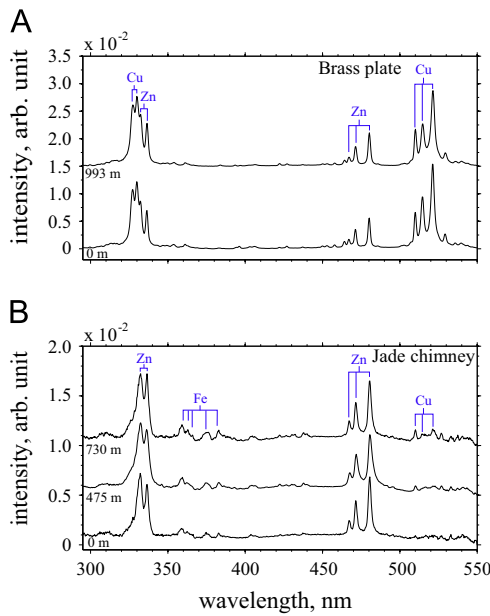 A
x 10⁻²
Brass plate
Cu
Zn
Zn
Cu
3.5
3.0
2.5
2.0
1.5
1.0
0.5
0
993 m
0 m
intensity, arb. unit
B
x 10⁻²
Jade chimney
Zn
Fe
Zn
Cu
2.0
1.5
1.0
0.5
0
730 m
475 m
0 m
intensity, arb. unit
300 350 400 450 500 550
wavelength, nm